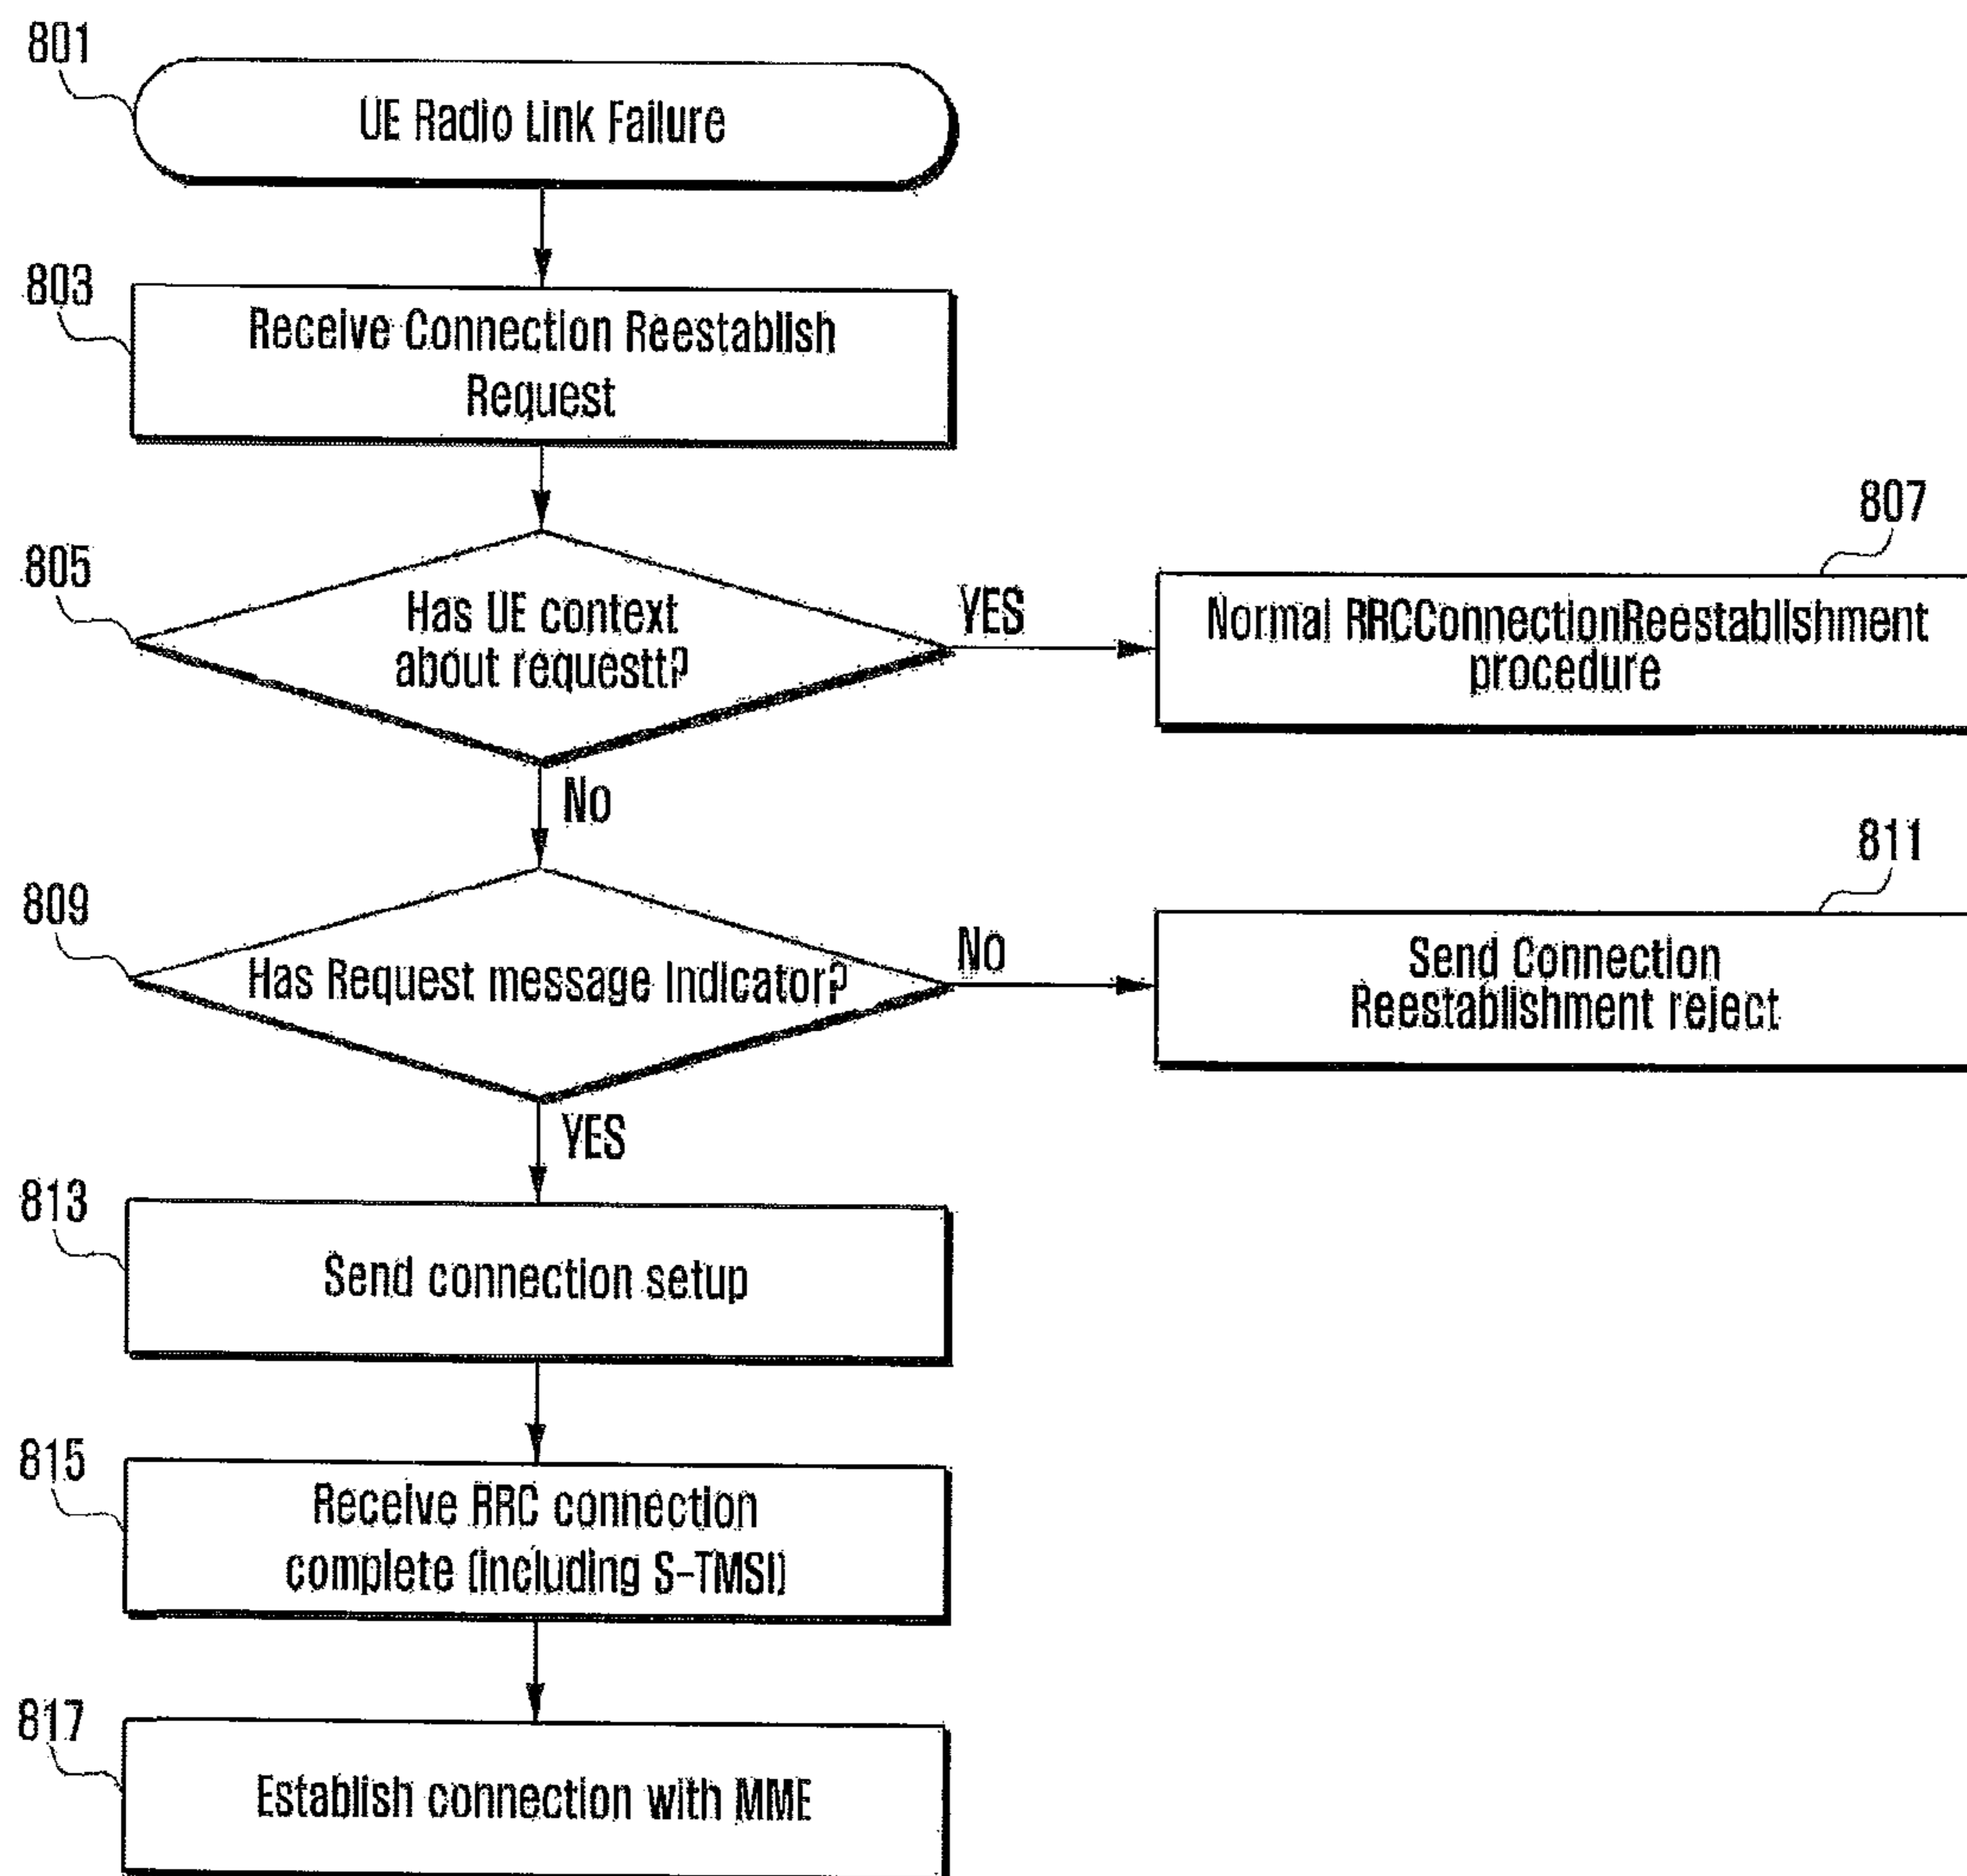 801
UE Radio Link Failure
803
Receive Connection Reestablish
Request
805
Has UE context
about requestt?
YES
807
Normal RRCConnectionReestablishment
procedure
No
809
Has Request message Indicator?
NO
811
Send Connection
Reestablishment reject
YES
813
Send connection setup
815
Receive RRC connection
complete (including S-TMSI)
817
Establish connection with MME